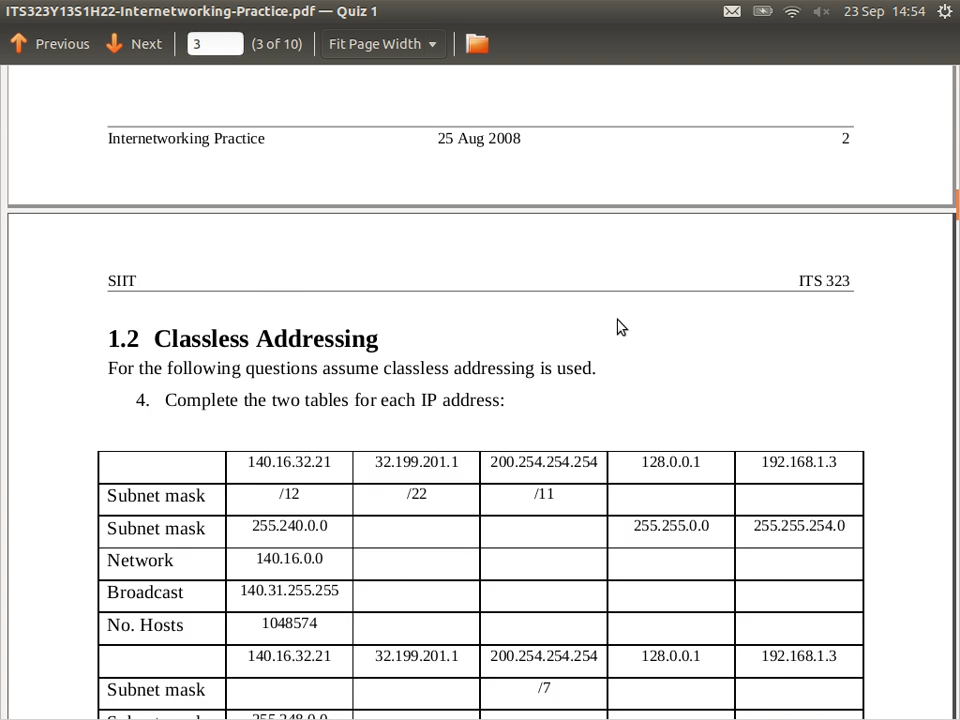 ITS323Y13S1H22-Internetworking-Practice.pdf — Quiz 1 23 Sep 14:54
Previous Next 3 (3 of 10) Fit Page Width
Internetworking Practice 25 Aug 2008 2
SIIT ITS 323
1.2 Classless Addressing
For the following questions assume classless addressing is used.
4. Complete the two tables for each IP address:
140.16.32.21 32.199.201.1 200.254.254.254 128.0.0.1 192.168.1.3
Subnet mask /12 /22 /11
Subnet mask 255.240.0.0 255.255.0.0 255.255.254.0
Network 140.16.0.0
Broadcast 140.31.255.255
No. Hosts 1048574
140.16.32.21 32.199.201.1 200.254.254.254 128.0.0.1 192.168.1.3
Subnet mask /7
Subnet mask 255.248.0.0